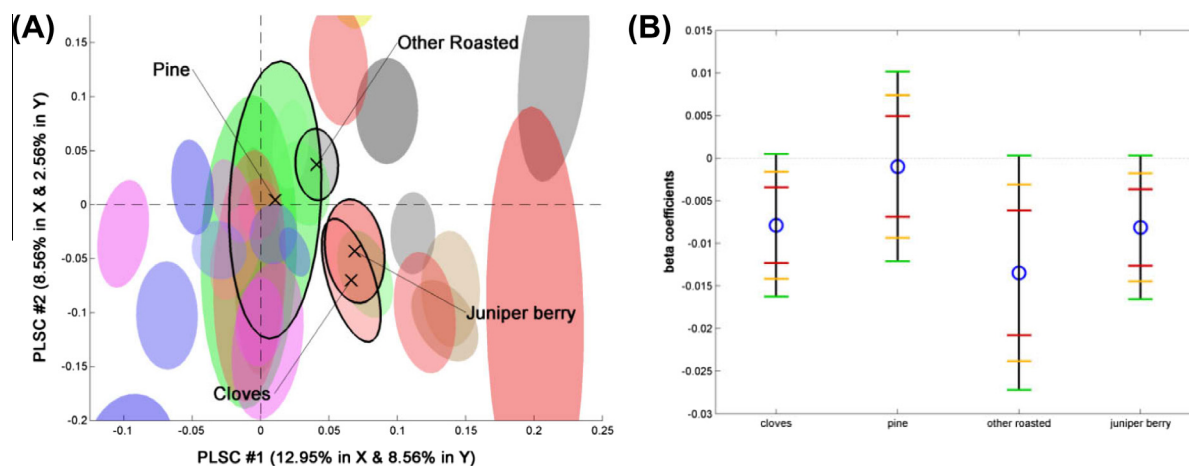 (A)
0.15
0.1
0.05
0
-0.05
-0.1
-0.15
-0.2
PLSC #2 (8.56% in X & 2.56% in Y)
Pine
Other Roasted
Juniper berry
Cloves
-0.1
-0.05
0
0.05
0.1
0.15
0.2
0.25
PLSC #1 (12.95% in X & 8.56% in Y)
(B)
0.015
0.01
0.005
0
-0.005
-0.01
-0.015
-0.02
-0.025
-0.03
beta coefficients
cloves
pine
other roasted
juniper berry